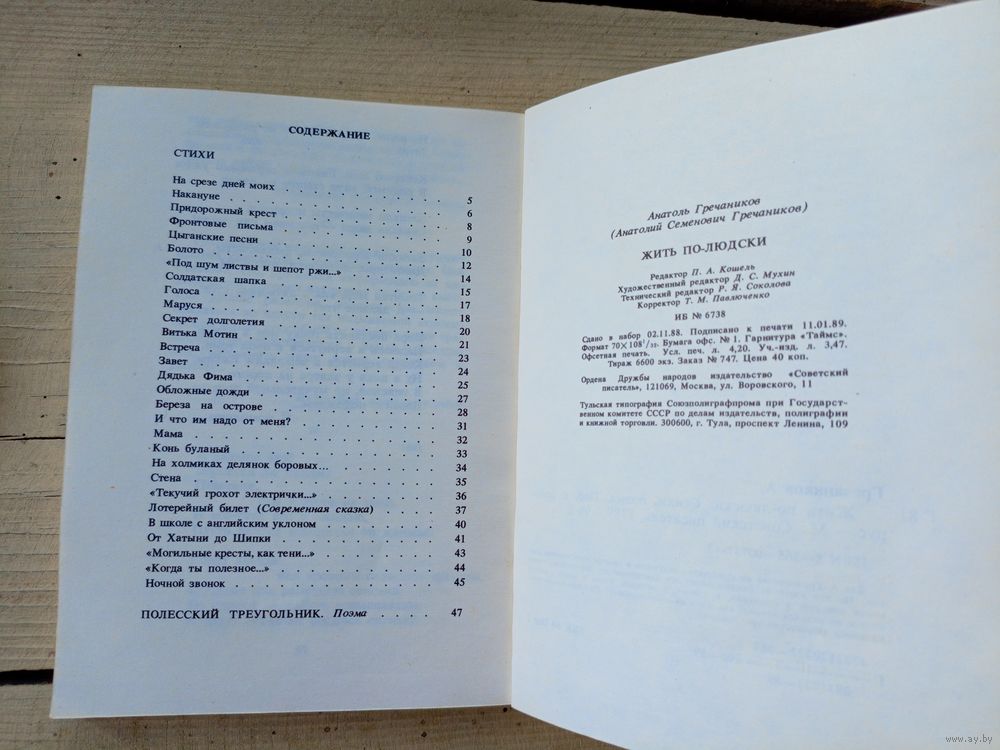 СОДЕРЖАНИЕ
СТИХИ
На срезе дней моих . . . . . . . . . . 5
Накануне . . . . . . . . . . 6
Придорожный крест . . . . . . . . . . 8
Фронтовые письма . . . . . . . . . . 9
Цыганские песни . . . . . . . . . . 10
Болото . . . . . . . . . . 12
«Под шум листвы и шепот ржи...» . . . . . . . . . . 14
Солдатская шапка . . . . . . . . . . 15
Голоса . . . . . . . . . . 17
Маруся . . . . . . . . . . 18
Секрет долголетия . . . . . . . . . . 20
Витька Мотин . . . . . . . . . . 21
Встреча . . . . . . . . . . 23
Завет . . . . . . . . . . 24
Дядька Фима . . . . . . . . . . 25
Обложные дожди . . . . . . . . . . 27
Береза на острове . . . . . . . . . . 28
И что им надо от меня? . . . . . . . . . . 31
Мама . . . . . . . . . . 32
Конь буланый . . . . . . . . . . 33
На холмиках делянок боровых... . . . . . . . . . . 34
Стена . . . . . . . . . . 35
«Текучий грохот электрички...» . . . . . . . . . . 36
Лотерейный билет (Современная сказка) . . . . . 38
В школе с английским уклоном . . . . . . . . . . 40
От Хатыни до Шипки . . . . . . . . . . 41
«Могильные кресты, как тени...» . . . . . . . . . . 43
«Когда ты полезное...» . . . . . . . . . . 44
Ночной звонок . . . . . . . . . . 45
ПОЛЕССКИЙ ТРЕУГОЛЬНИК. Поэма . . . . 47
Анатоль Гречаников
(Анатолий Семенович Гречаников)
ЖИТЬ ПО-ЛЮДСКИ
Редактор П. А. Кошель
Художественный редактор Д. С. Мухин
Технический редактор Р. Я. Соколова
Корректор Т. М. Павлюченко
ИБ № 6738
Сдано в набор 02.11.88. Подписано к печати 11.01.89.
Формат 70×108¹/₃₂. Бумага офс. № 1. Гарнитура «Таймс».
Офсетная печать. Усл. печ. л. 4,20. Уч.-изд. л. 3,47.
Тираж 6600 экз. Заказ № 747. Цена 40 коп.
Ордена Дружбы народов издательство «Советский
писатель», 121069, Москва, ул. Воровского, 11
Тульская типография Союзполиграфпрома при Государст-
венном комитете СССР по делам издательств, полиграфии
и книжной торговли. 300600, г. Тула, проспект Ленина, 109
www.ay.by